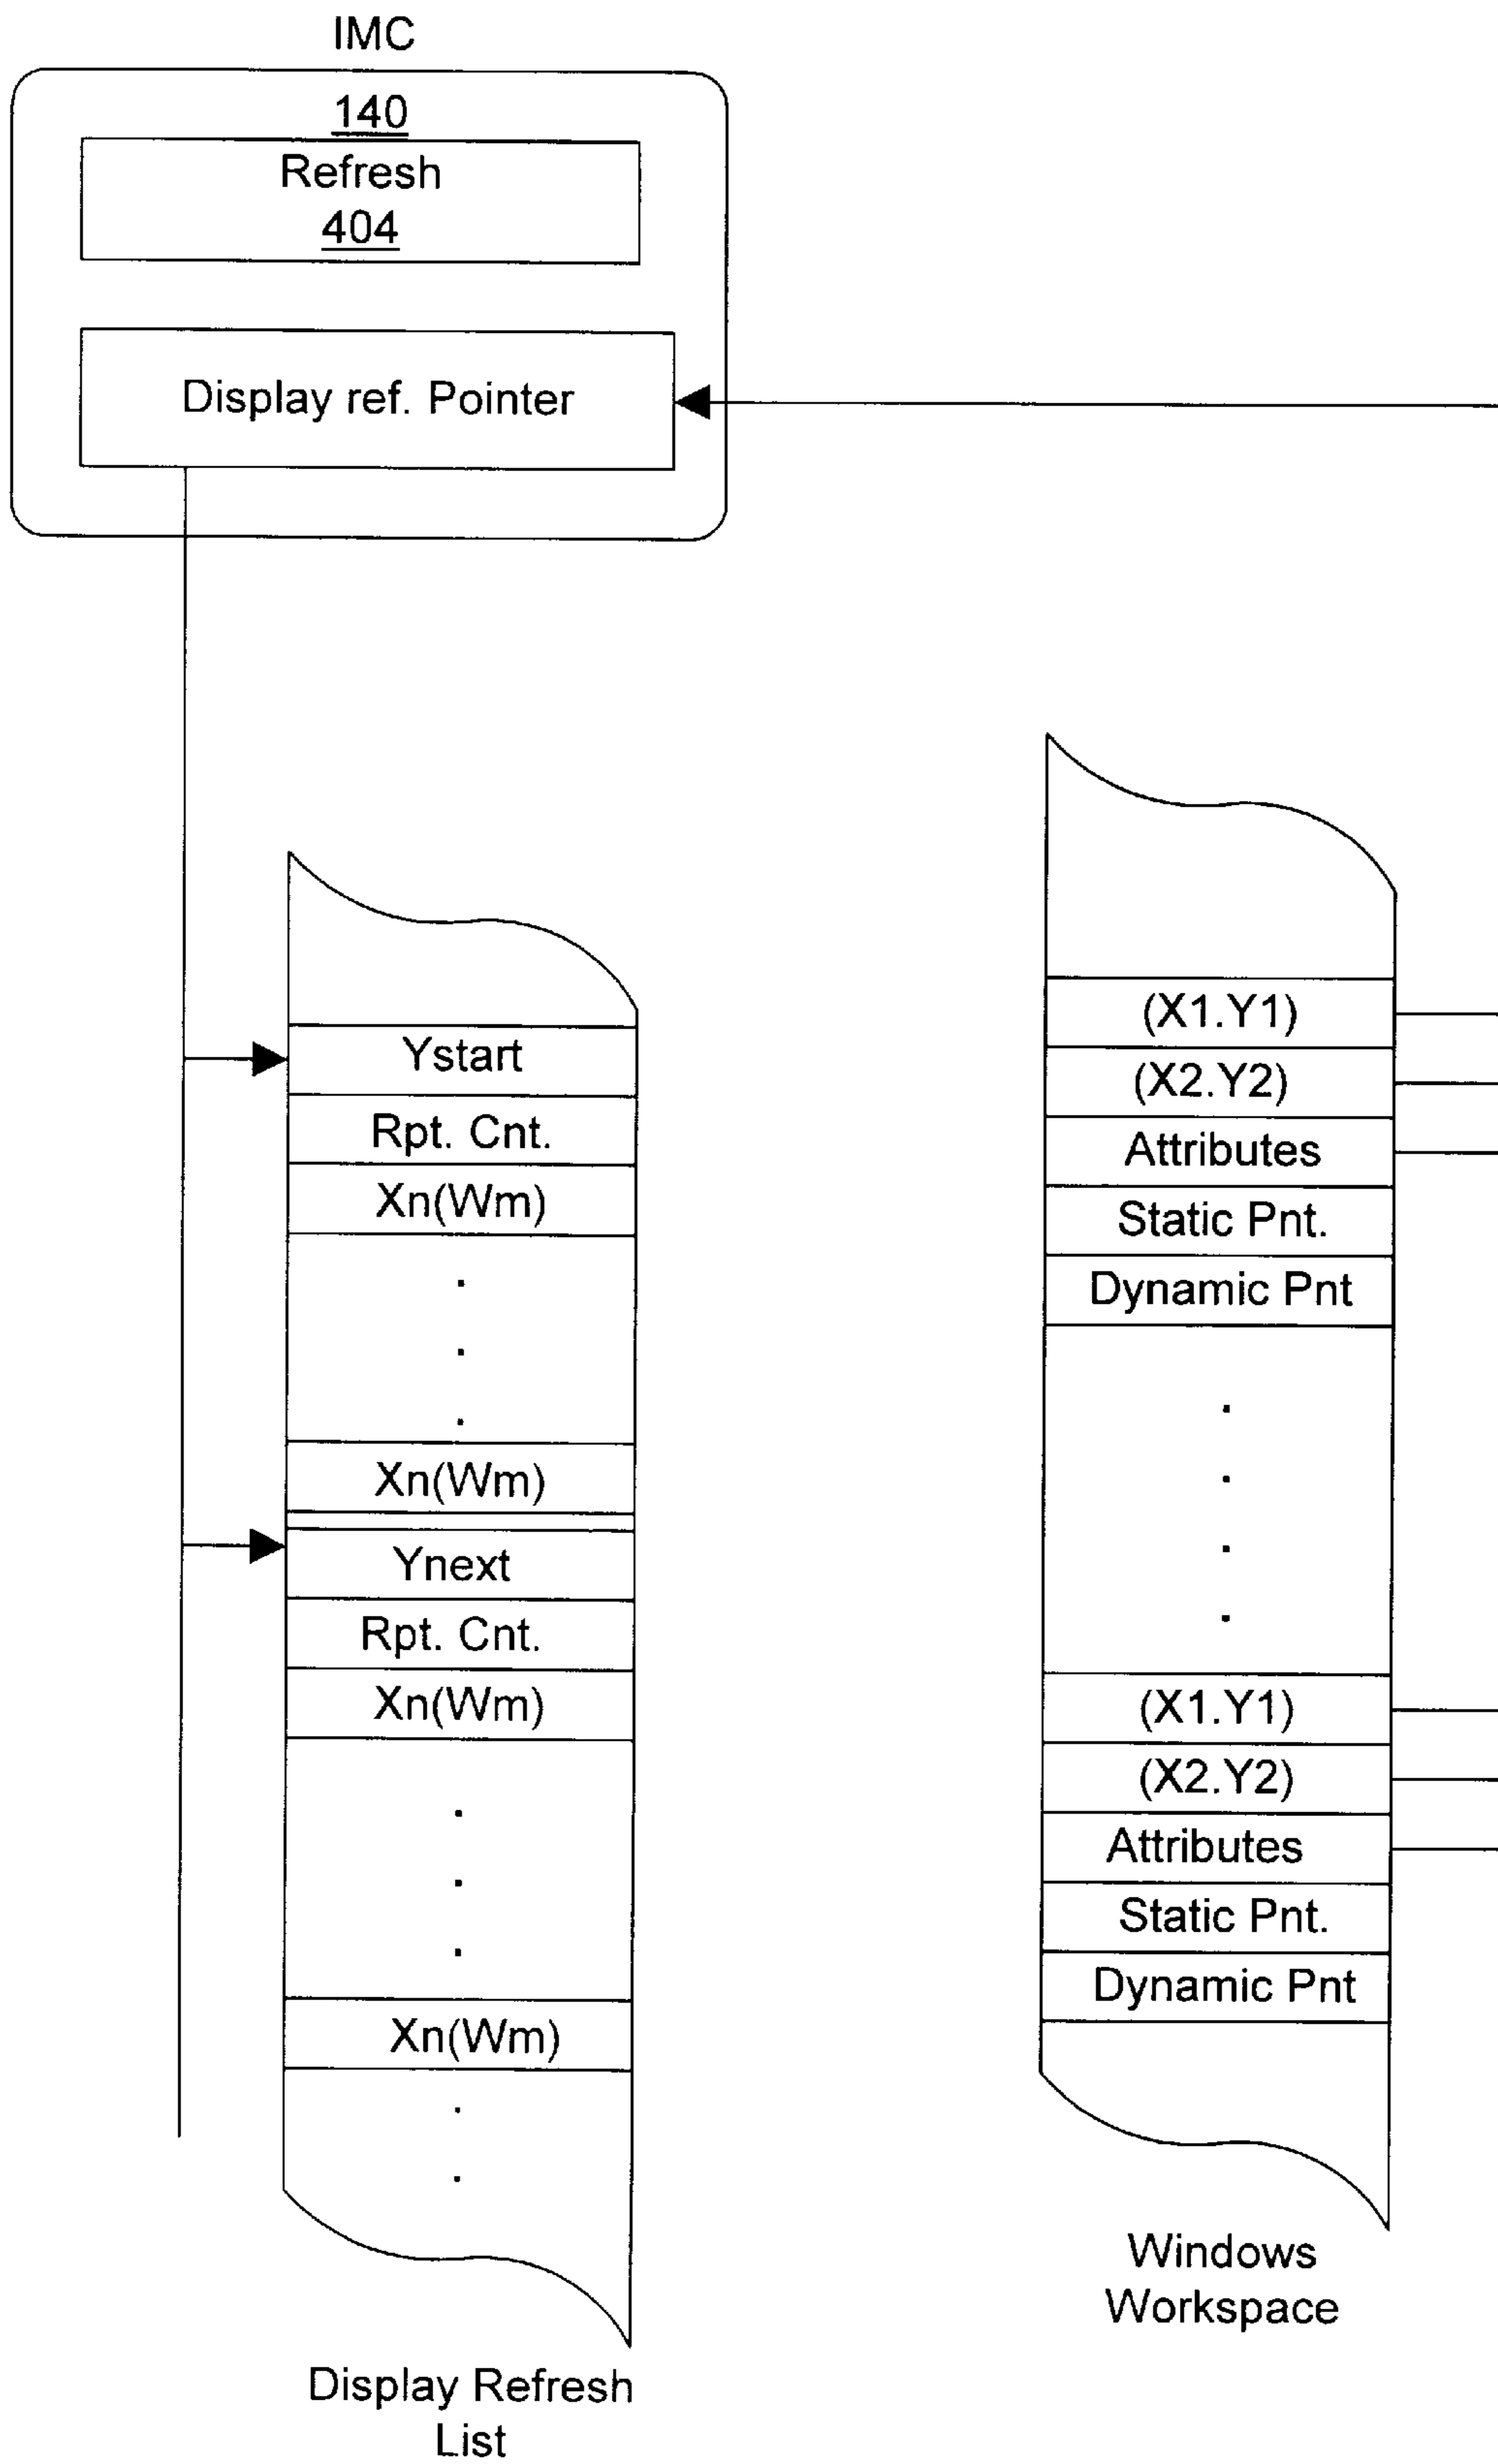 IMC
140
Refresh
404
Display ref. Pointer
Ystart
Rpt. Cnt.
Xn(Wm)
.
.
.
Xn(Wm)
Ynext
Rpt. Cnt.
Xn(Wm)
.
.
.
Xn(Wm)
.
.
Display Refresh
List
(X1.Y1)
(X2.Y2)
Attributes
Static Pnt.
Dynamic Pnt
.
.
.
.
(X1.Y1)
(X2.Y2)
Attributes
Static Pnt.
Dynamic Pnt
Windows
Workspace